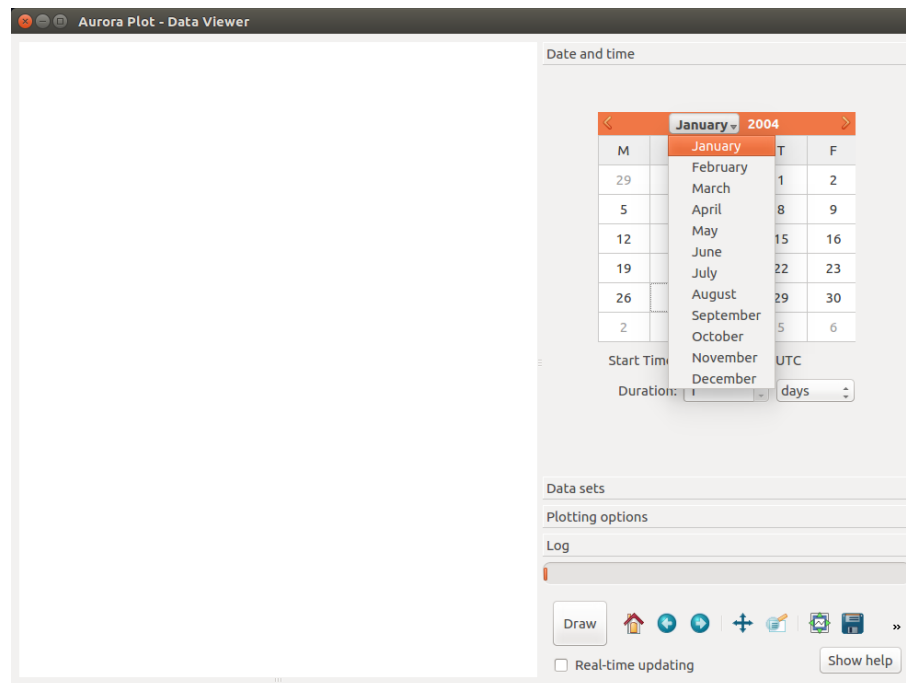 Aurora Plot - Data Viewer
Date and time
January 2004
M T F
January
February
29 1 2
March
5 April 8 9
May
12 15 16
June
19 July 22 23
26 August 29 30
September
2 October 5 6
Start Time November UTC
December
Duration: 1 days
Data sets
Plotting options
Log
Draw »
Real-time updating Show help